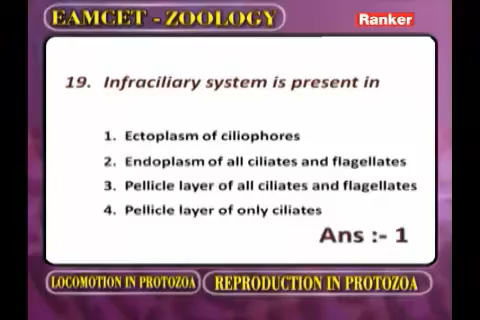 EAMCET - ZOOLOGY
Ranker
19. Infraciliary system is present in
1. Ectoplasm of ciliophores
2. Endoplasm of all ciliates and flagellates
3. Pellicle layer of all ciliates and flagellates
4. Pellicle layer of only ciliates
Ans :- 1
LOCOMOTION IN PROTOZOA
REPRODUCTION IN PROTOZOA